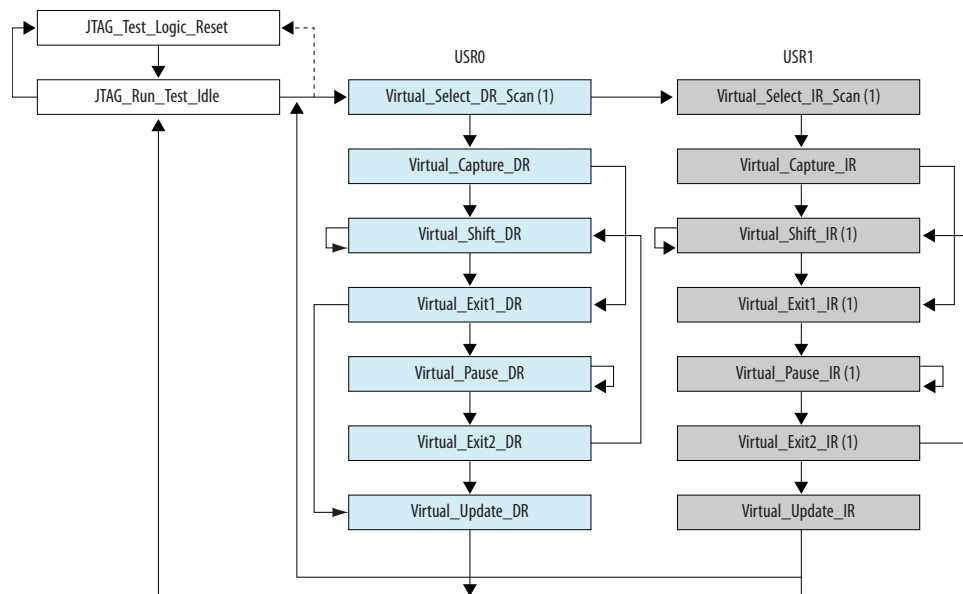 JTAG_Test_Logic_Reset
JTAG_Run_Test_Idle
USR0
Virtual_Select_DR_Scan (1)
Virtual_Capture_DR
Virtual_Shift_DR
Virtual_Exit1_DR
Virtual_Pause_DR
Virtual_Exit2_DR
Virtual_Update_DR
USR1
Virtual_Select_IR_Scan (1)
Virtual_Capture_IR
Virtual_Shift_IR (1)
Virtual_Exit1_IR (1)
Virtual_Pause_IR (1)
Virtual_Exit2_IR (1)
Virtual_Update_IR